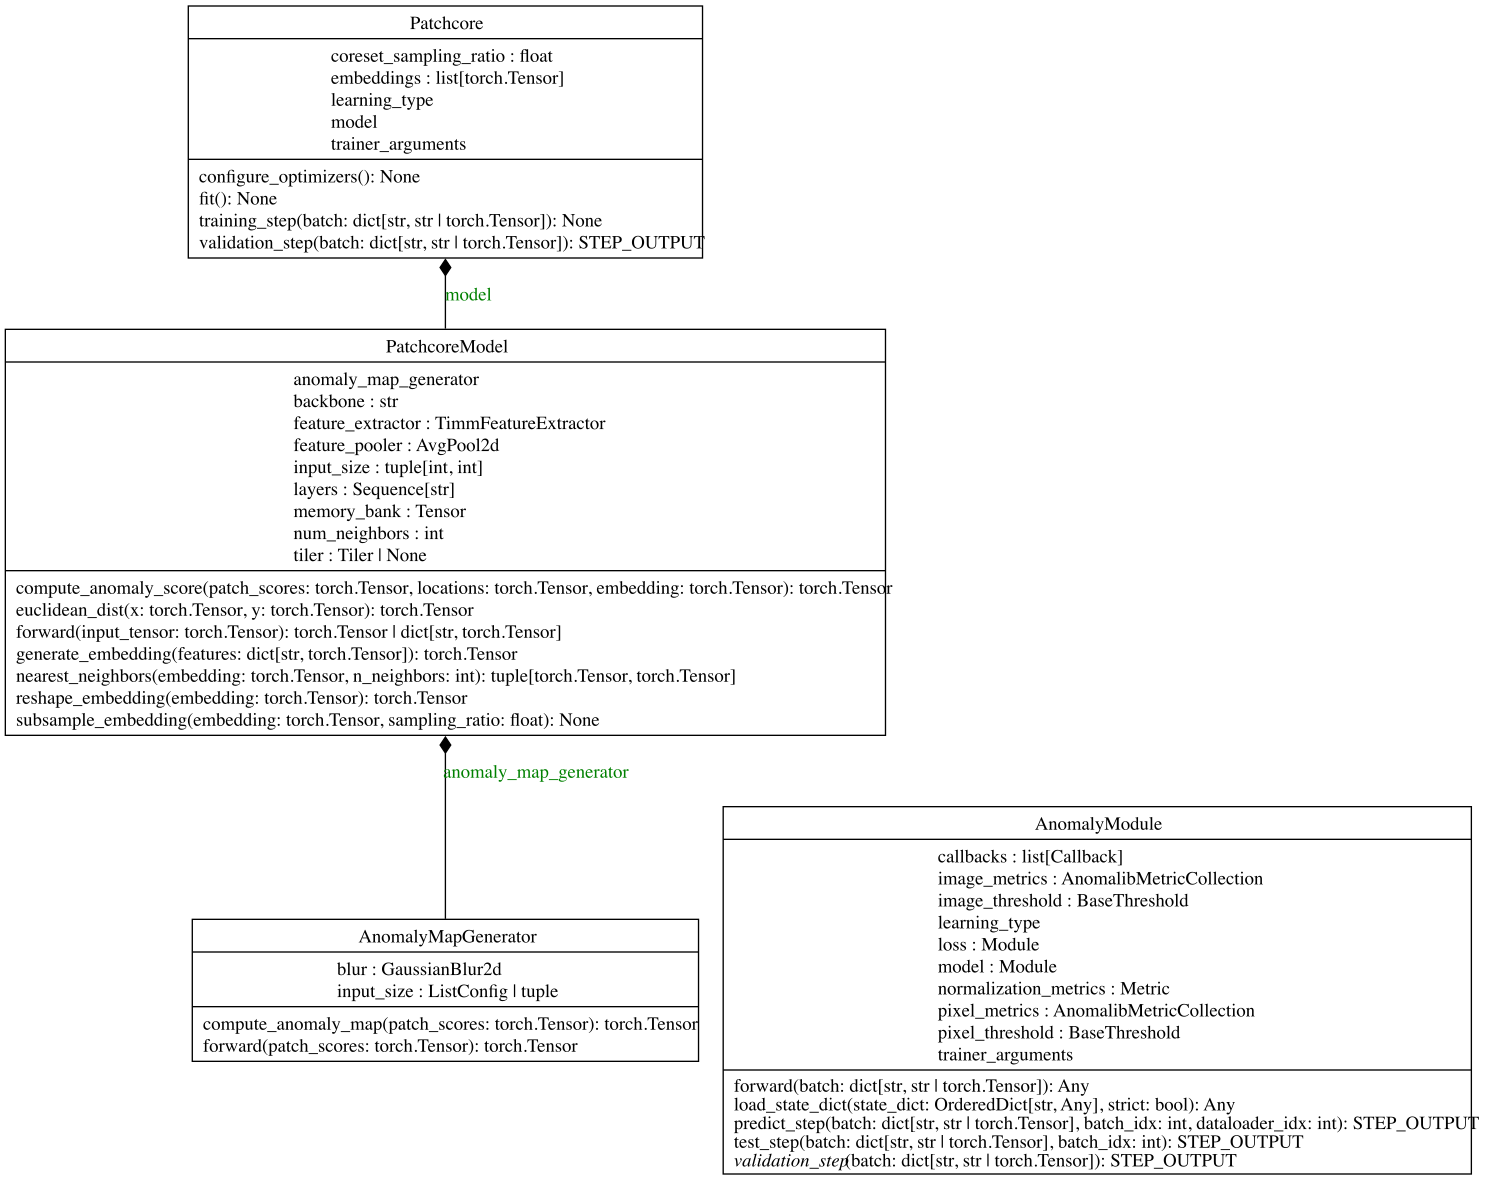 Patchcore
coreset_sampling_ratio : float
embeddings : list[torch.Tensor]
learning_type
model
trainer_arguments
configure_optimizers(): None
fit(): None
training_step(batch: dict[str, str | torch.Tensor]): None
validation_step(batch: dict[str, str | torch.Tensor]): STEP_OUTPUT
model
PatchcoreModel
anomaly_map_generator
backbone : str
feature_extractor : TimmFeatureExtractor
feature_pooler : AvgPool2d
input_size : tuple[int, int]
layers : Sequence[str]
memory_bank : Tensor
num_neighbors : int
tiler : Tiler | None
compute_anomaly_score(patch_scores: torch.Tensor, locations: torch.Tensor, embedding: torch.Tensor): torch.Tensor
euclidean_dist(x: torch.Tensor, y: torch.Tensor): torch.Tensor
forward(input_tensor: torch.Tensor): torch.Tensor | dict[str, torch.Tensor]
generate_embedding(features: dict[str, torch.Tensor]): torch.Tensor
nearest_neighbors(embedding: torch.Tensor, n_neighbors: int): tuple[torch.Tensor, torch.Tensor]
reshape_embedding(embedding: torch.Tensor): torch.Tensor
subsample_embedding(embedding: torch.Tensor, sampling_ratio: float): None
anomaly_map_generator
AnomalyMapGenerator
blur : GaussianBlur2d
input_size : ListConfig | tuple
compute_anomaly_map(patch_scores: torch.Tensor): torch.Tensor
forward(patch_scores: torch.Tensor): torch.Tensor
AnomalyModule
callbacks : list[Callback]
image_metrics : AnomalibMetricCollection
image_threshold : BaseThreshold
learning_type
loss : Module
model : Module
normalization_metrics : Metric
pixel_metrics : AnomalibMetricCollection
pixel_threshold : BaseThreshold
trainer_arguments
forward(batch: dict[str, str | torch.Tensor]): Any
load_state_dict(state_dict: OrderedDict[str, Any], strict: bool): Any
predict_step(batch: dict[str, str | torch.Tensor], batch_idx: int, dataloader_idx: int): STEP_OUTPUT
test_step(batch: dict[str, str | torch.Tensor], batch_idx: int): STEP_OUTPUT
validation_step(batch: dict[str, str | torch.Tensor]): STEP_OUTPUT